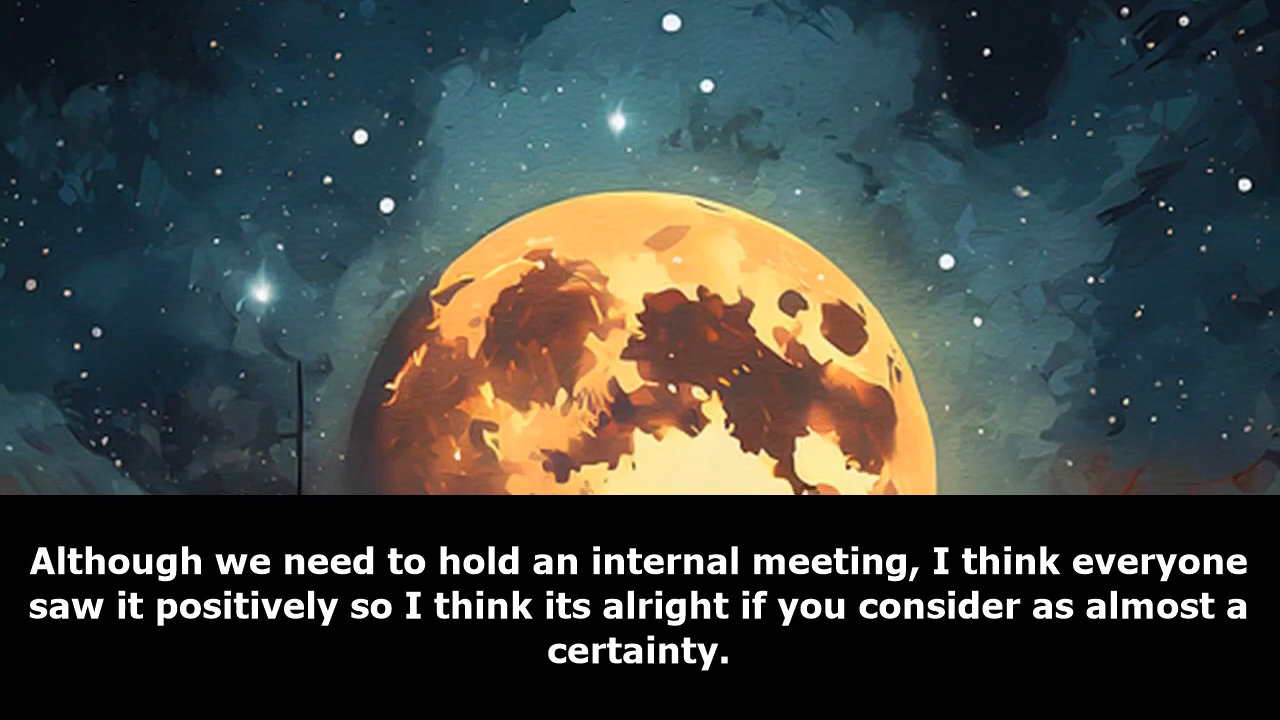 Although we need to hold an internal meeting, I think everyone
saw it positively so I think its alright if you consider as almost a
certainty.